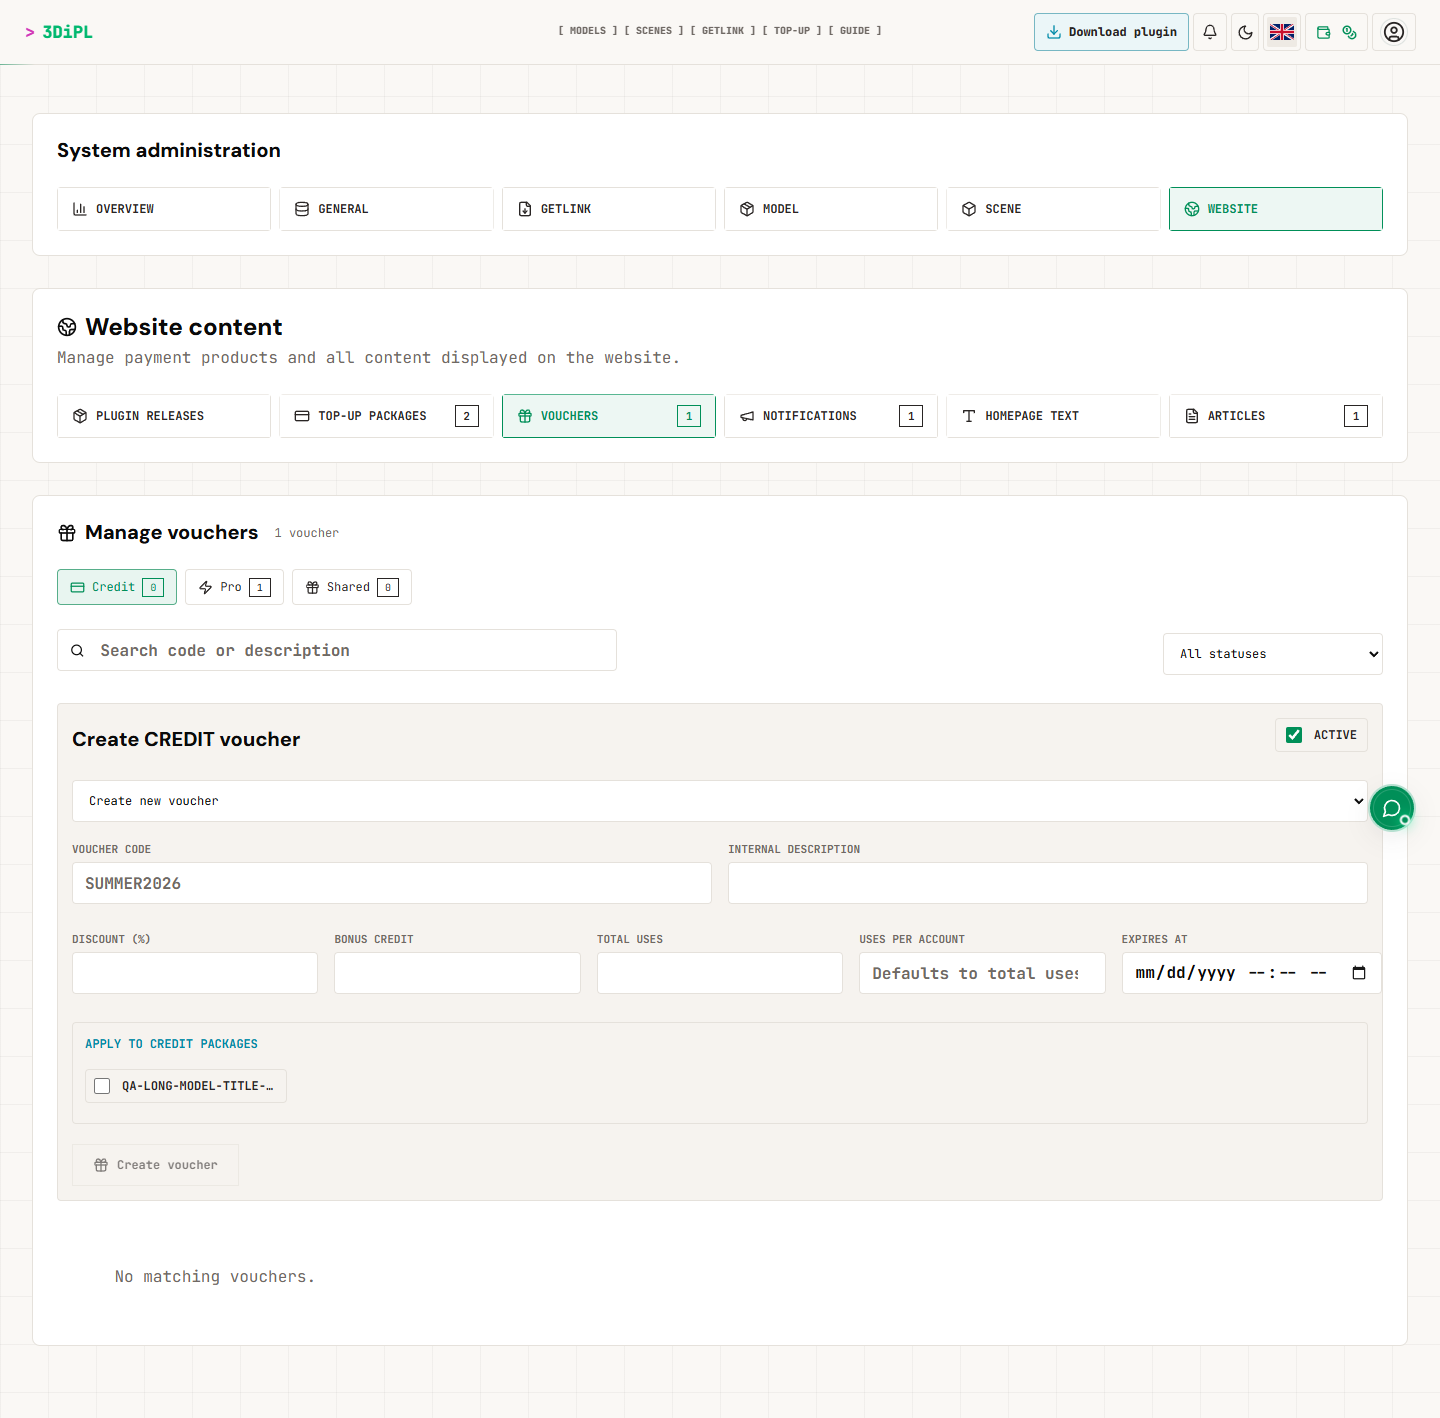 > 3DiPL
[ MODELS ] [ SCENES ] [ GETLINK ] [ TOP-UP ] [ GUIDE ]
Download plugin
System administration
OVERVIEW
GENERAL
GETLINK
MODEL
SCENE
WEBSITE
Website content
Manage payment products and all content displayed on the website.
PLUGIN RELEASES
TOP-UP PACKAGES 2
VOUCHERS 1
NOTIFICATIONS 1
HOMEPAGE TEXT
ARTICLES 1
Manage vouchers 1 voucher
Credit 0
Pro 1
Shared 0
Search code or description
All statuses
Create CREDIT voucher
ACTIVE
Create new voucher
VOUCHER CODE
INTERNAL DESCRIPTION
SUMMER2026
DISCOUNT (%)
BONUS CREDIT
TOTAL USES
USES PER ACCOUNT
EXPIRES AT
Defaults to total uses
mm/dd/yyyy --:-- --
APPLY TO CREDIT PACKAGES
QA-LONG-MODEL-TITLE-…
Create voucher
No matching vouchers.